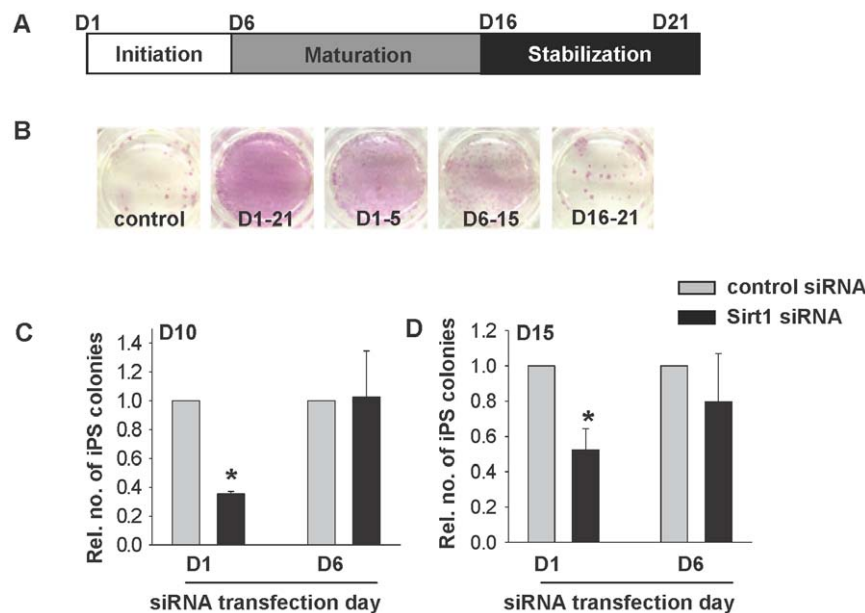 A
D1 D6 D16 D21
Initiation Maturation Stabilization
B
control D1-21 D1-5 D6-15 D16-21
control siRNA
Sirt1 siRNA
C
D10
Rel. no. of iPS colonies
1.4
1.2
1.0
0.8
0.6
0.4
0.2
0.0
*
D1 D6
siRNA transfection day
D
D15
Rel. no. of iPS colonies
1.2
1.0
0.8
0.6
0.4
0.2
0.0
*
D1 D6
siRNA transfection day